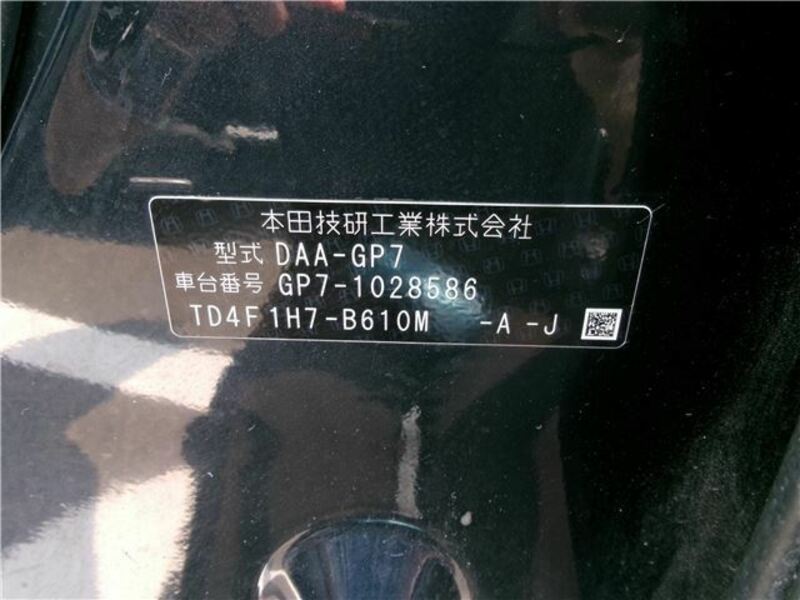 本田技研工業株式会社
型式 DAA-GP7
車台番号 GP7-1028586
TD4F1H7-B610M -A -J